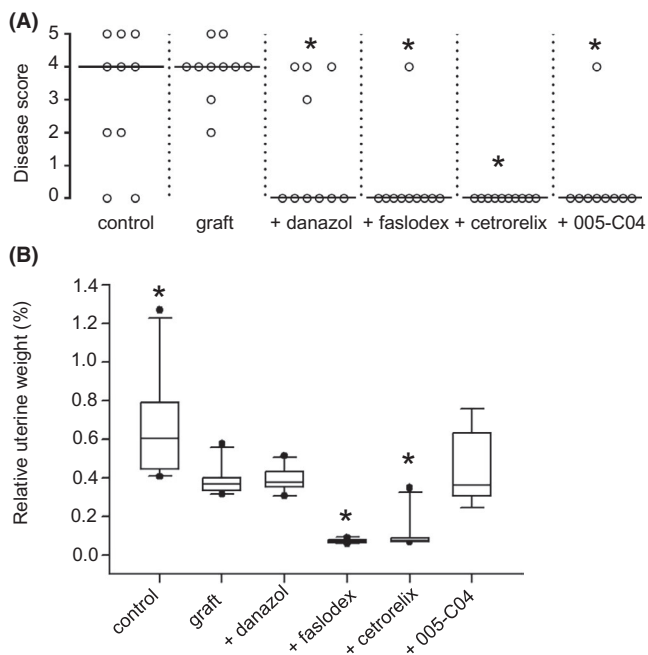 (A)
Disease score
5
4
3
2
1
0
* * * *
control graft + danazol + faslodex + cetrorelix + 005-C04
(B)
Relative uterine weight (%)
1.4
1.2
1.0
0.8
0.6
0.4
0.2
0.0
* * *
control graft + danazol + faslodex + cetrorelix + 005-C04